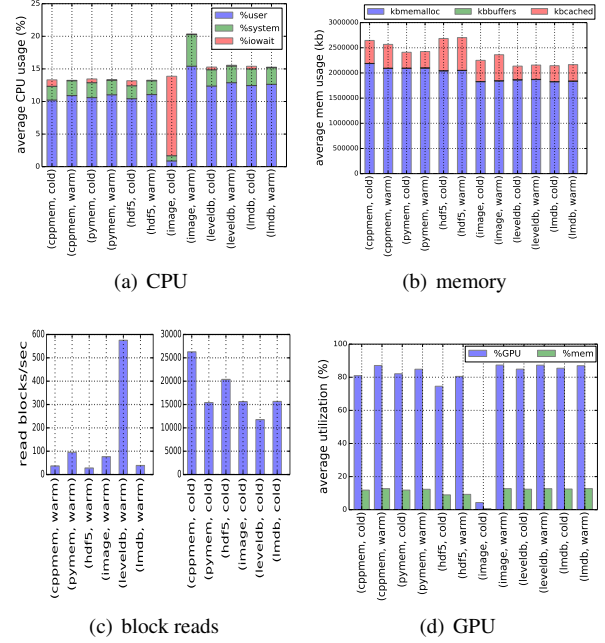 25
20
15
10
5
0
average CPU usage (%)
%user
%system
%iowait
(cppmem, cold)
(cppmem, warm)
(pymem, cold)
(pymem, warm)
(hdf5, cold)
(hdf5, warm)
(image, cold)
(image, warm)
(leveldb, cold)
(leveldb, warm)
(lmdb, cold)
(lmdb, warm)
(a) CPU
3000000
2500000
2000000
1500000
1000000
500000
0
average mem usage (kb)
kbmemalloc kbbuffers kbcached
(cppmem, cold)
(cppmem, warm)
(pymem, cold)
(pymem, warm)
(hdf5, cold)
(hdf5, warm)
(image, cold)
(image, warm)
(leveldb, cold)
(leveldb, warm)
(lmdb, cold)
(lmdb, warm)
(b) memory
600
500
400
300
200
100
0
read blocks/sec
(cppmem, warm)
(pymem, warm)
(hdf5, warm)
(image, warm)
(leveldb, warm)
(lmdb, warm)
30000
25000
20000
15000
10000
5000
0
(cppmem, cold)
(pymem, cold)
(hdf5, cold)
(image, cold)
(leveldb, cold)
(lmdb, cold)
(c) block reads
100
80
60
40
20
0
average utilization (%)
%GPU %mem
(cppmem, cold)
(cppmem, warm)
(pymem, cold)
(pymem, warm)
(hdf5, cold)
(hdf5, warm)
(image, cold)
(image, warm)
(leveldb, cold)
(leveldb, warm)
(lmdb, cold)
(lmdb, warm)
(d) GPU